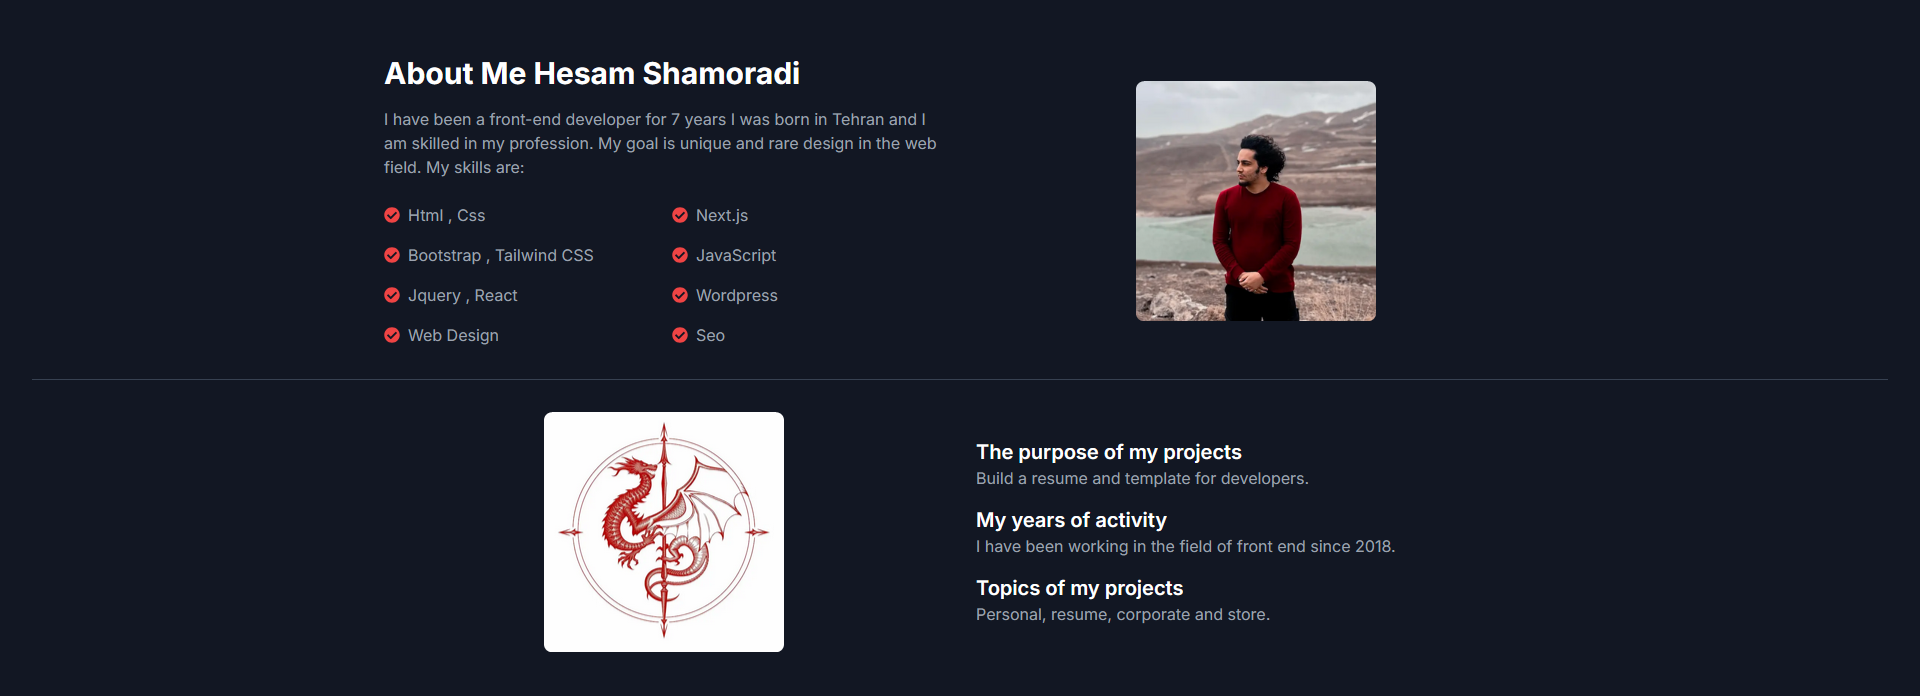 About Me Hesam Shamoradi
I have been a front-end developer for 7 years I was born in Tehran and I
am skilled in my profession. My goal is unique and rare design in the web
field. My skills are:
Html , Css
Next.js
Bootstrap , Tailwind CSS
JavaScript
Jquery , React
Wordpress
Web Design
Seo
The purpose of my projects
Build a resume and template for developers.
My years of activity
I have been working in the field of front end since 2018.
Topics of my projects
Personal, resume, corporate and store.